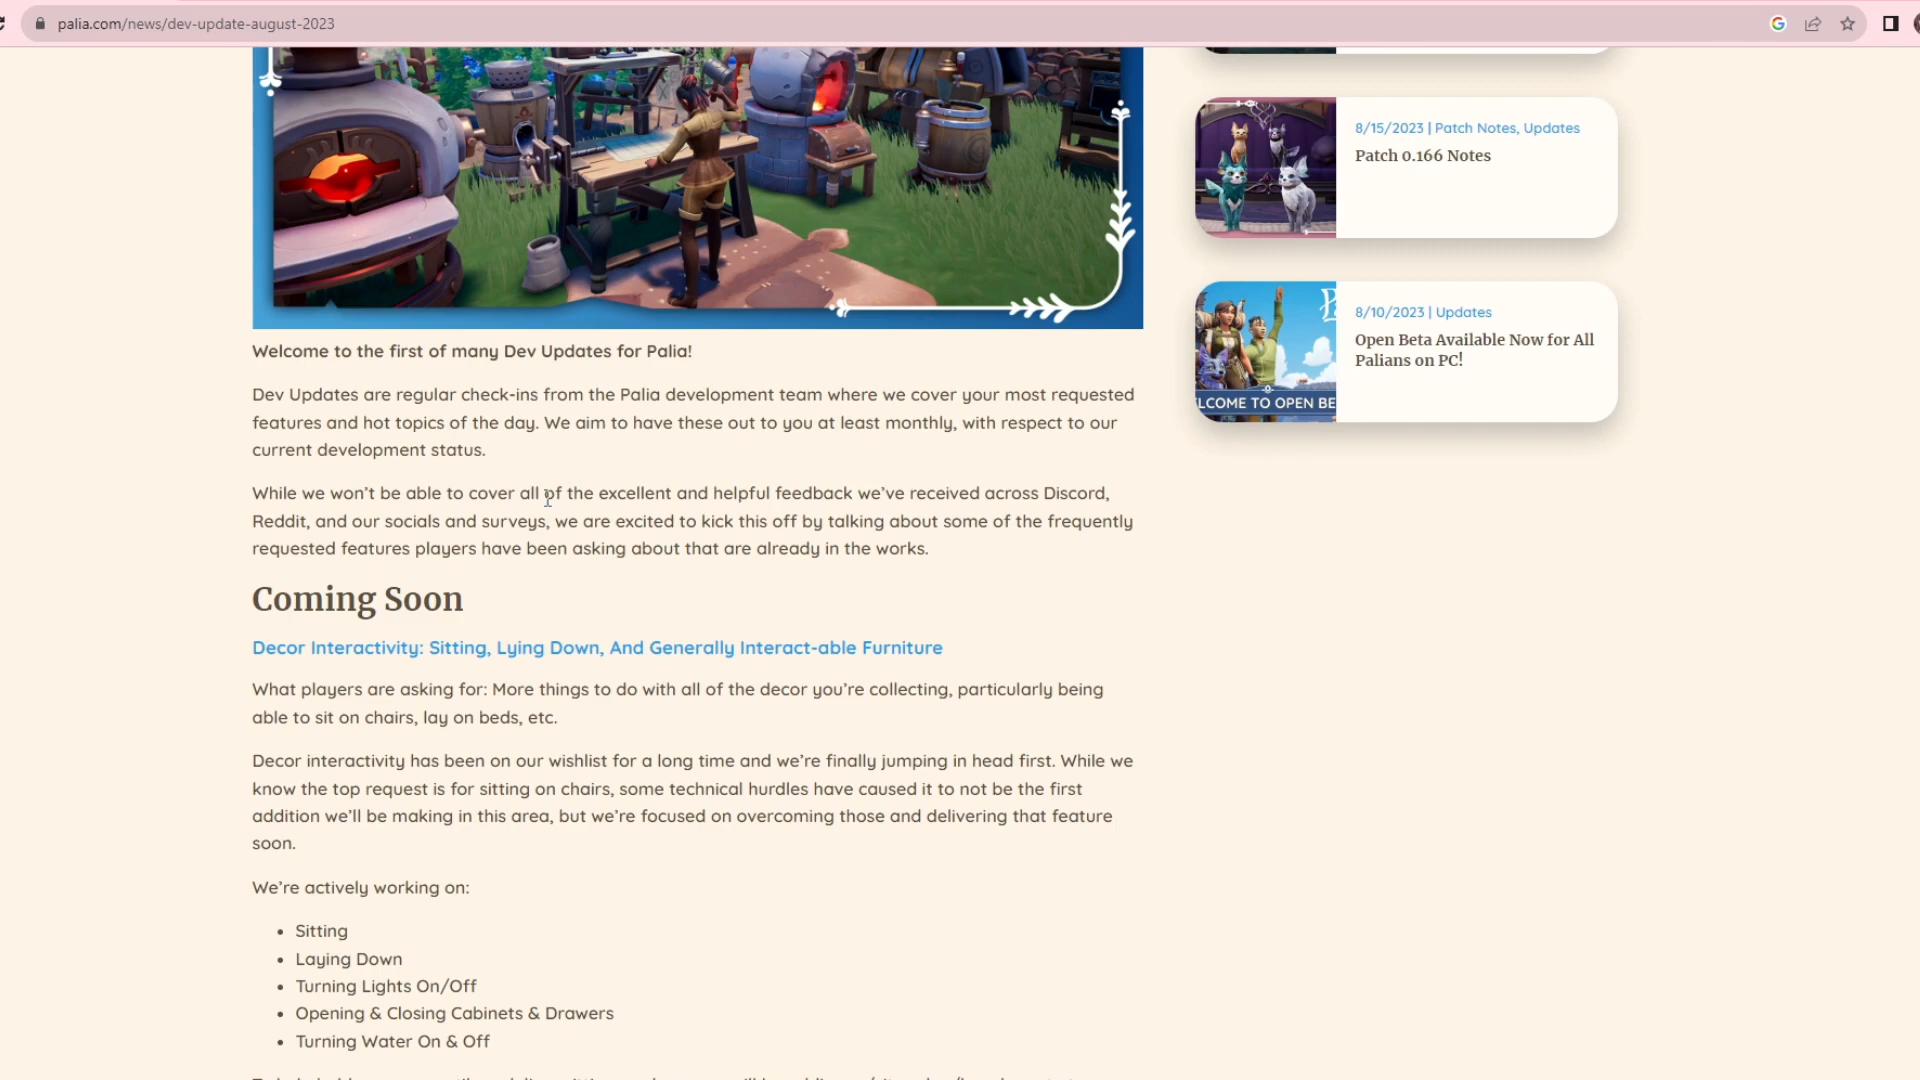 palia.com/news/dev-update-august-2023
Welcome to the first of many Dev Updates for Palia!
Dev Updates are regular check-ins from the Palia development team where we cover your most requested
features and hot topics of the day. We aim to have these out to you at least monthly, with respect to our
current development status.
While we won’t be able to cover all of the excellent and helpful feedback we’ve received across Discord,
Reddit, and our socials and surveys, we are excited to kick this off by talking about some of the frequently
requested features players have been asking about that are already in the works.
Coming Soon
Decor Interactivity: Sitting, Lying Down, And Generally Interact-able Furniture
What players are asking for: More things to do with all of the decor you’re collecting, particularly being
able to sit on chairs, lay on beds, etc.
Decor interactivity has been on our wishlist for a long time and we’re finally jumping in head first. While we
know the top request is for sitting on chairs, some technical hurdles have caused it to not be the first
addition we’ll be making in this area, but we’re focused on overcoming those and delivering that feature
soon.
We’re actively working on:
• Sitting
• Laying Down
• Turning Lights On/Off
• Opening & Closing Cabinets & Drawers
• Turning Water On & Off
8/15/2023 | Patch Notes, Updates
Patch 0.166 Notes
8/10/2023 | Updates
Open Beta Available Now for All
Palians on PC!
LCOME TO OPEN BE